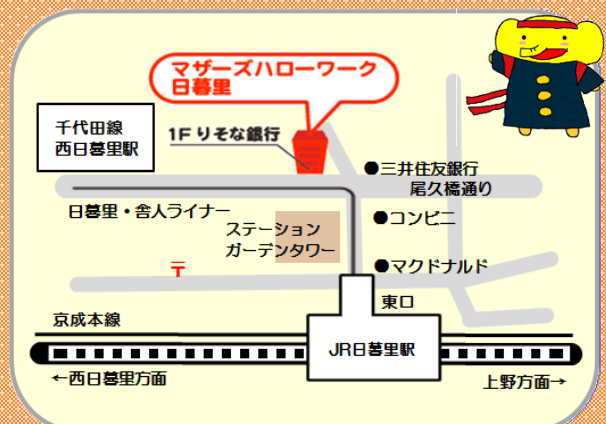 マザーズハローワーク
日暮里
千代田線
西日暮里駅
1F りそな銀行
●三井住友銀行
尾久橋通り
日暮里・舎人ライナー
ステーション
ガーデンタワー
●コンビニ
〒
●マクドナルド
東口
京成本線
JR日暮里駅
←西日暮里方面
上野方面→